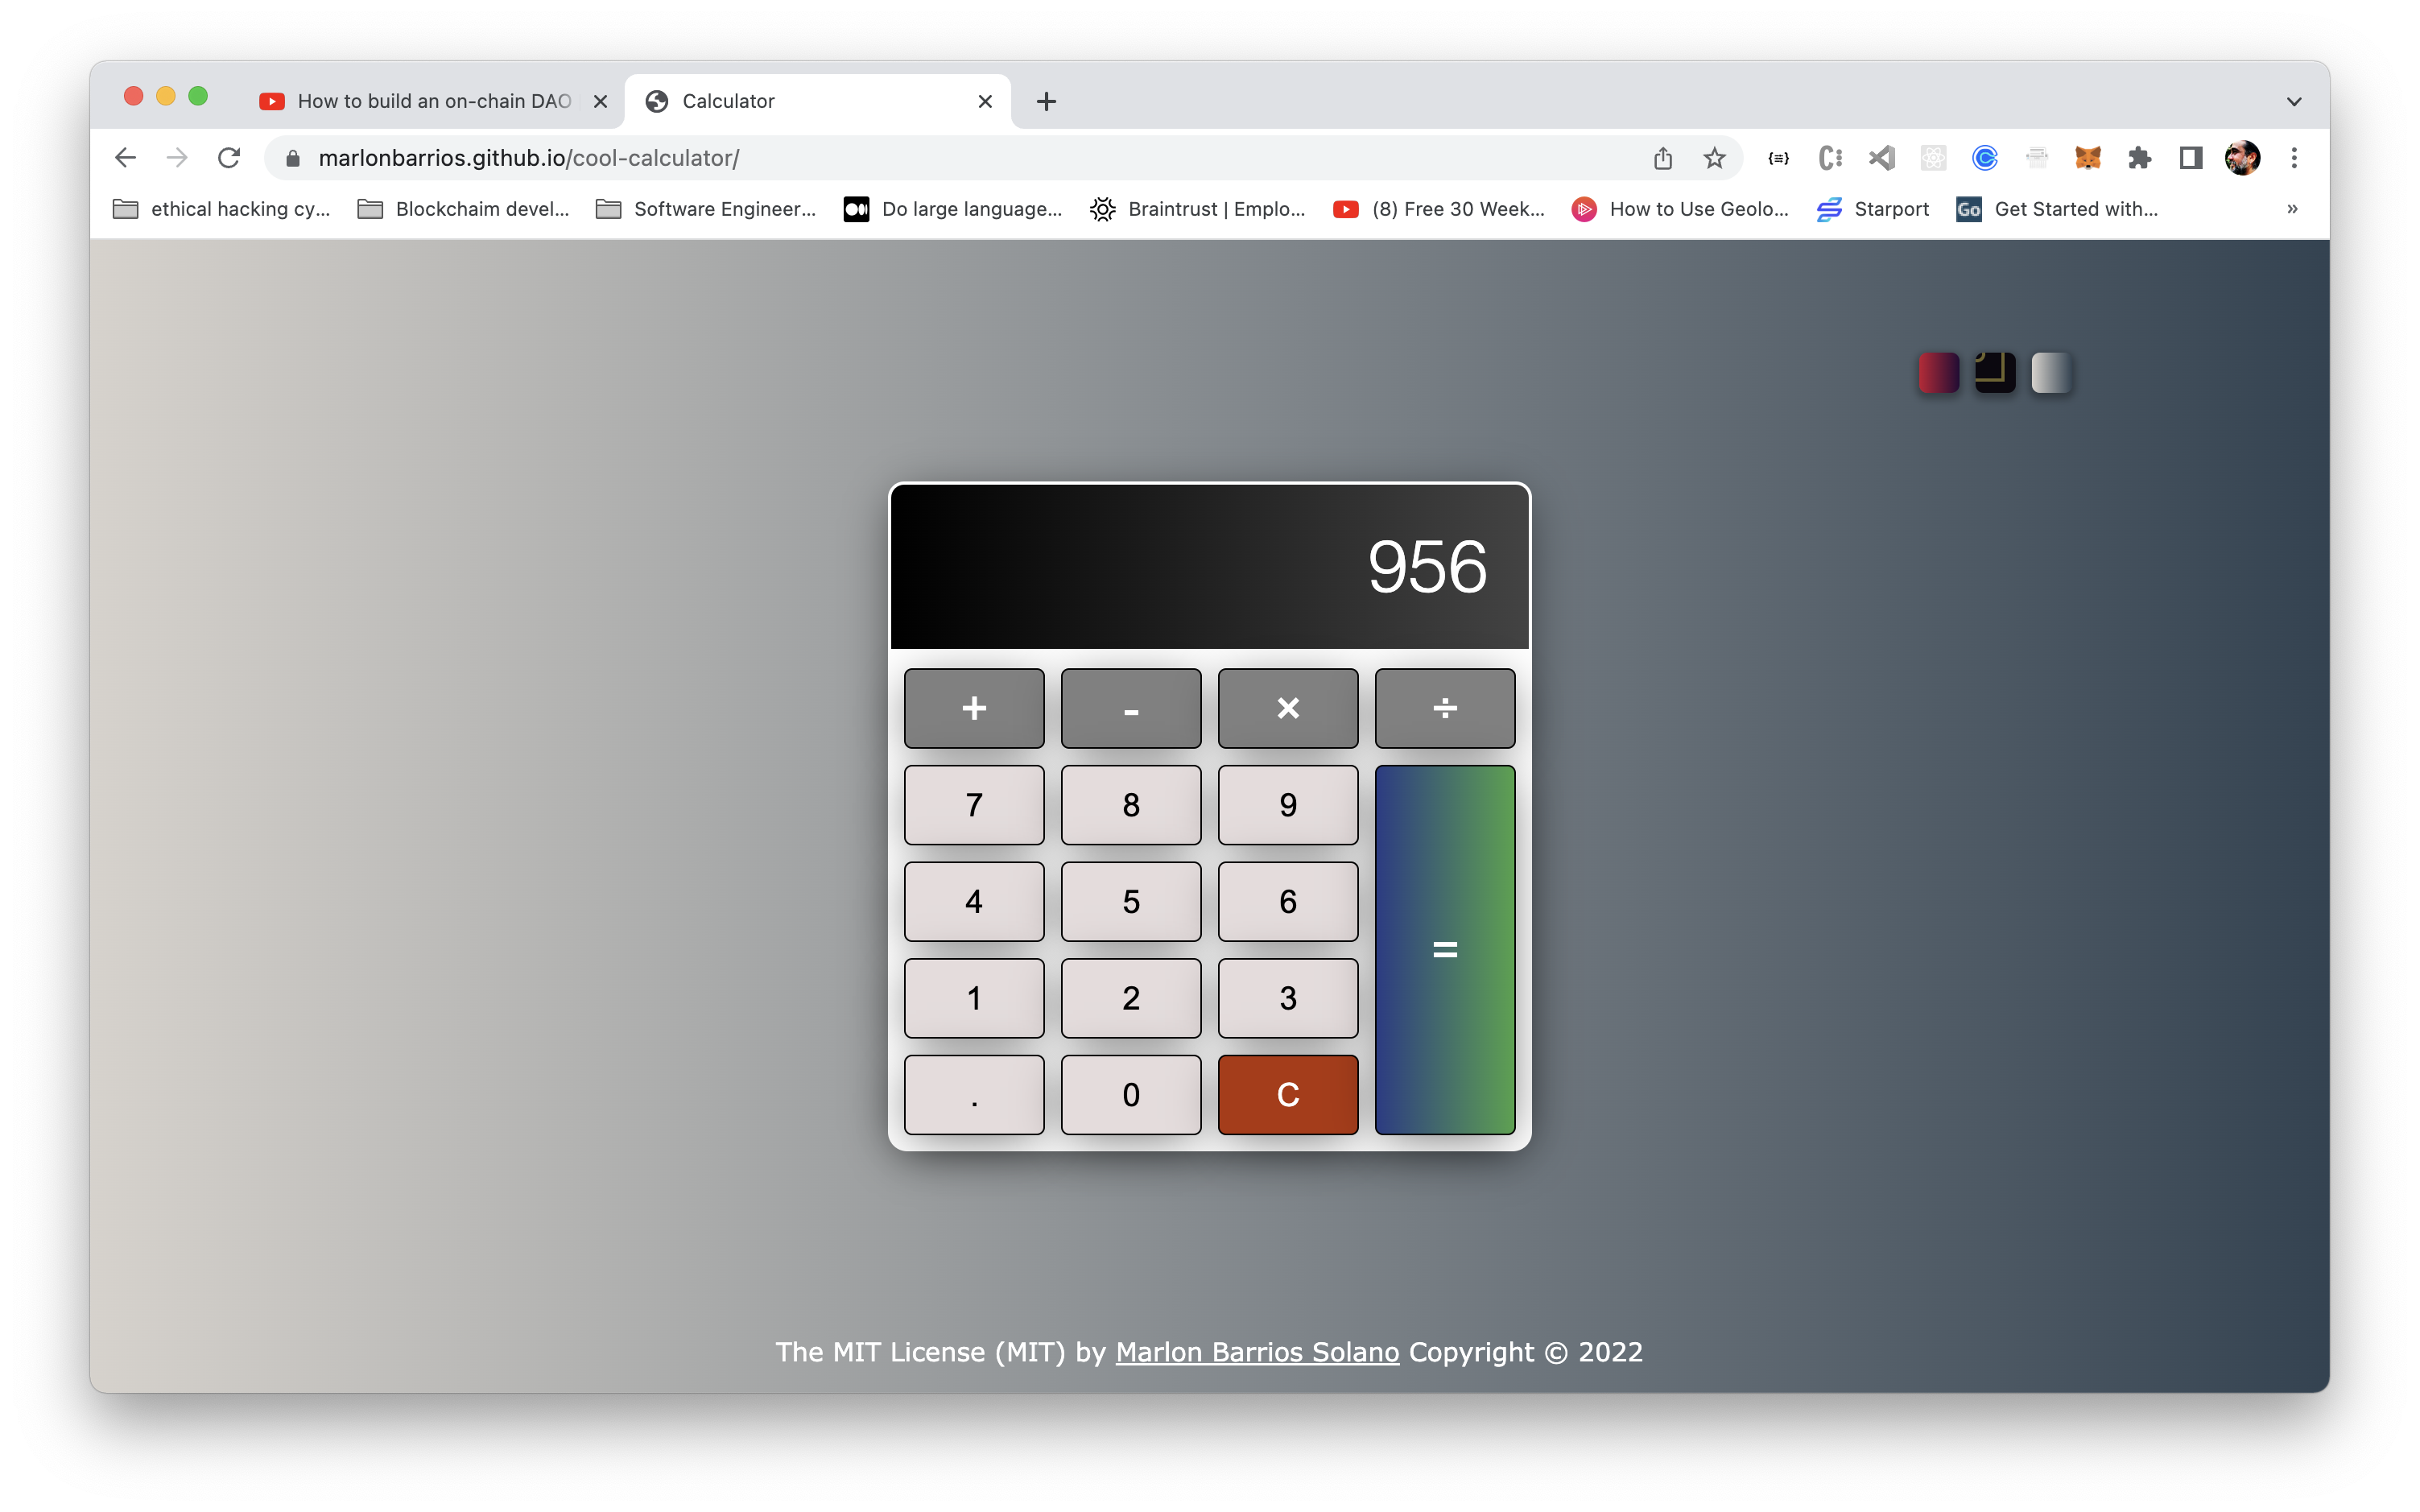 How to build an on-chain DAO
Calculator
marlonbarrios.github.io/cool-calculator/
ethical hacking cy... Blockchaim devel... Software Engineer... Do large language... Braintrust | Emplo... (8) Free 30 Week... How to Use Geolo... Starport Go Get Started with... »
956
+ - × ÷
7 8 9
4 5 6
=
1 2 3
. 0 C
The MIT License (MIT) by Marlon Barrios Solano Copyright © 2022